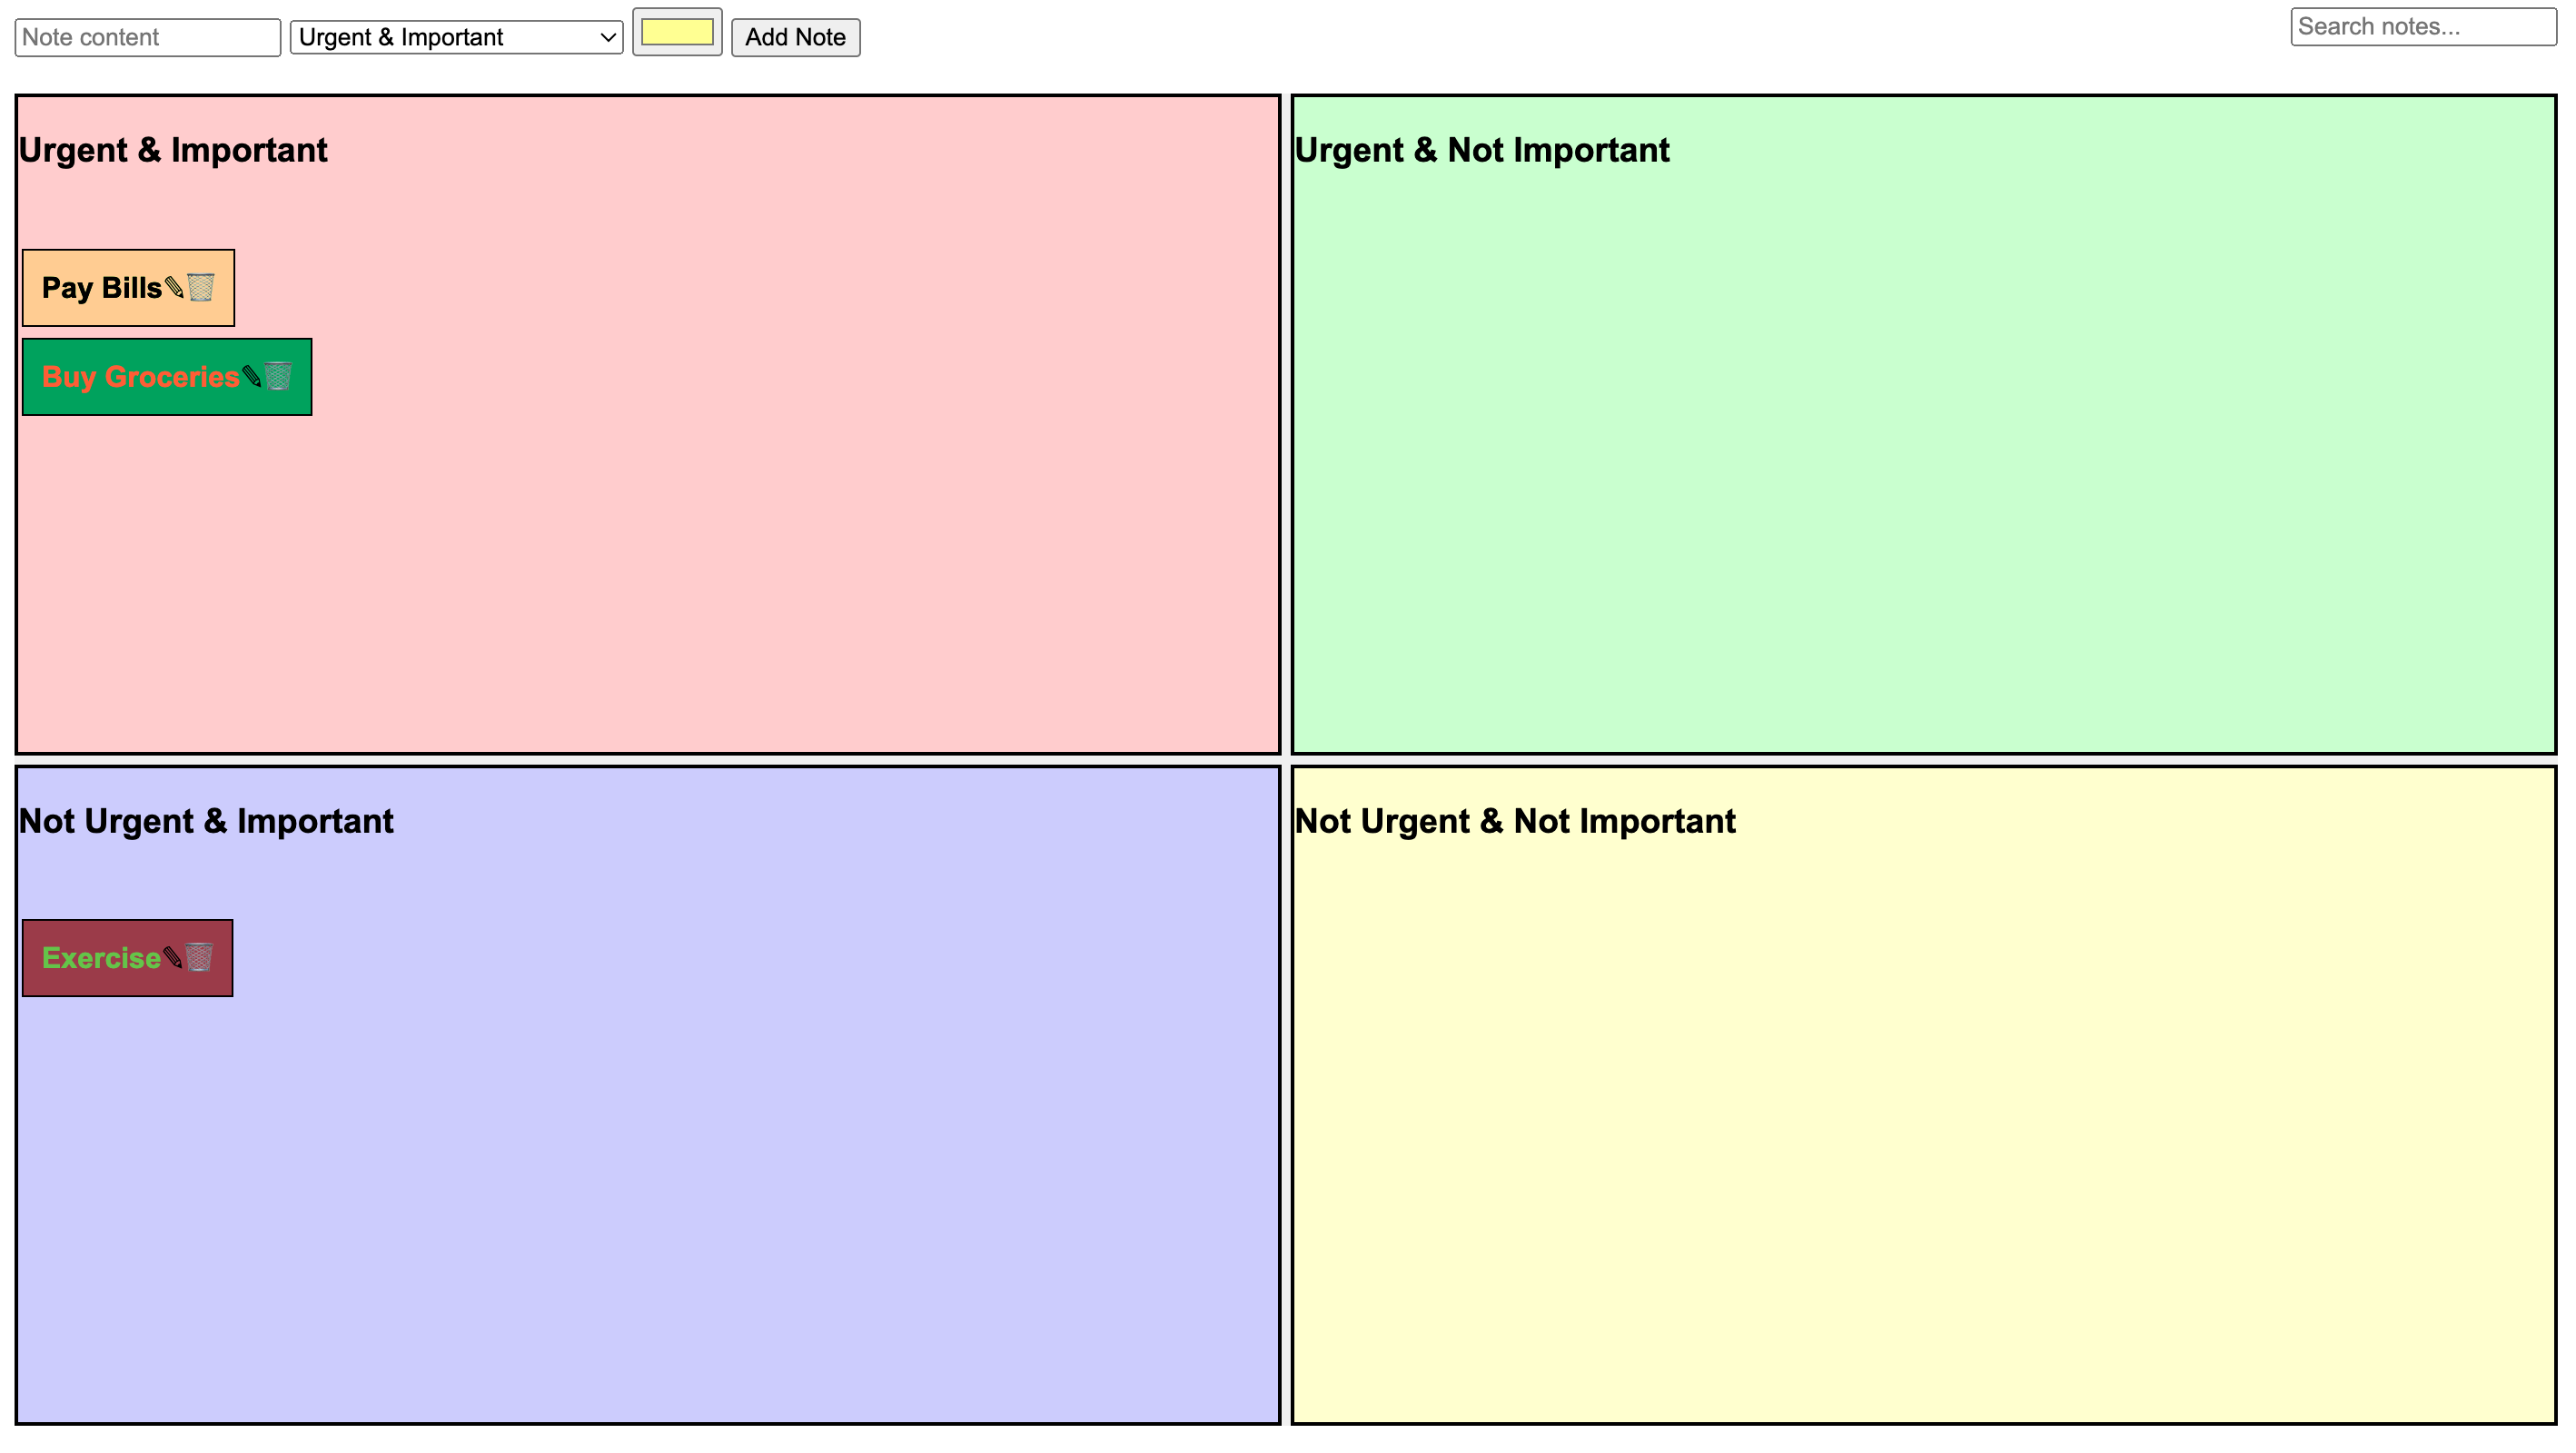 Note content Urgent & Important Add Note Search notes...
Urgent & Important
Pay Bills✎🗑
Buy Groceries✎🗑
Urgent & Not Important
Not Urgent & Important
Exercise✎🗑
Not Urgent & Not Important